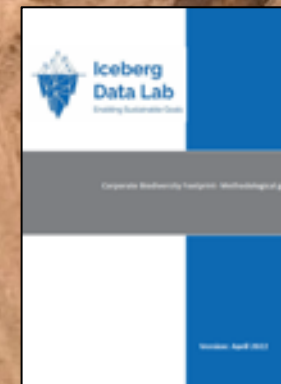 Iceberg
Data Lab
Enabling Sustainable Goals
Corporate Biodiversity Footprint- Methodological g
Version: April 2022